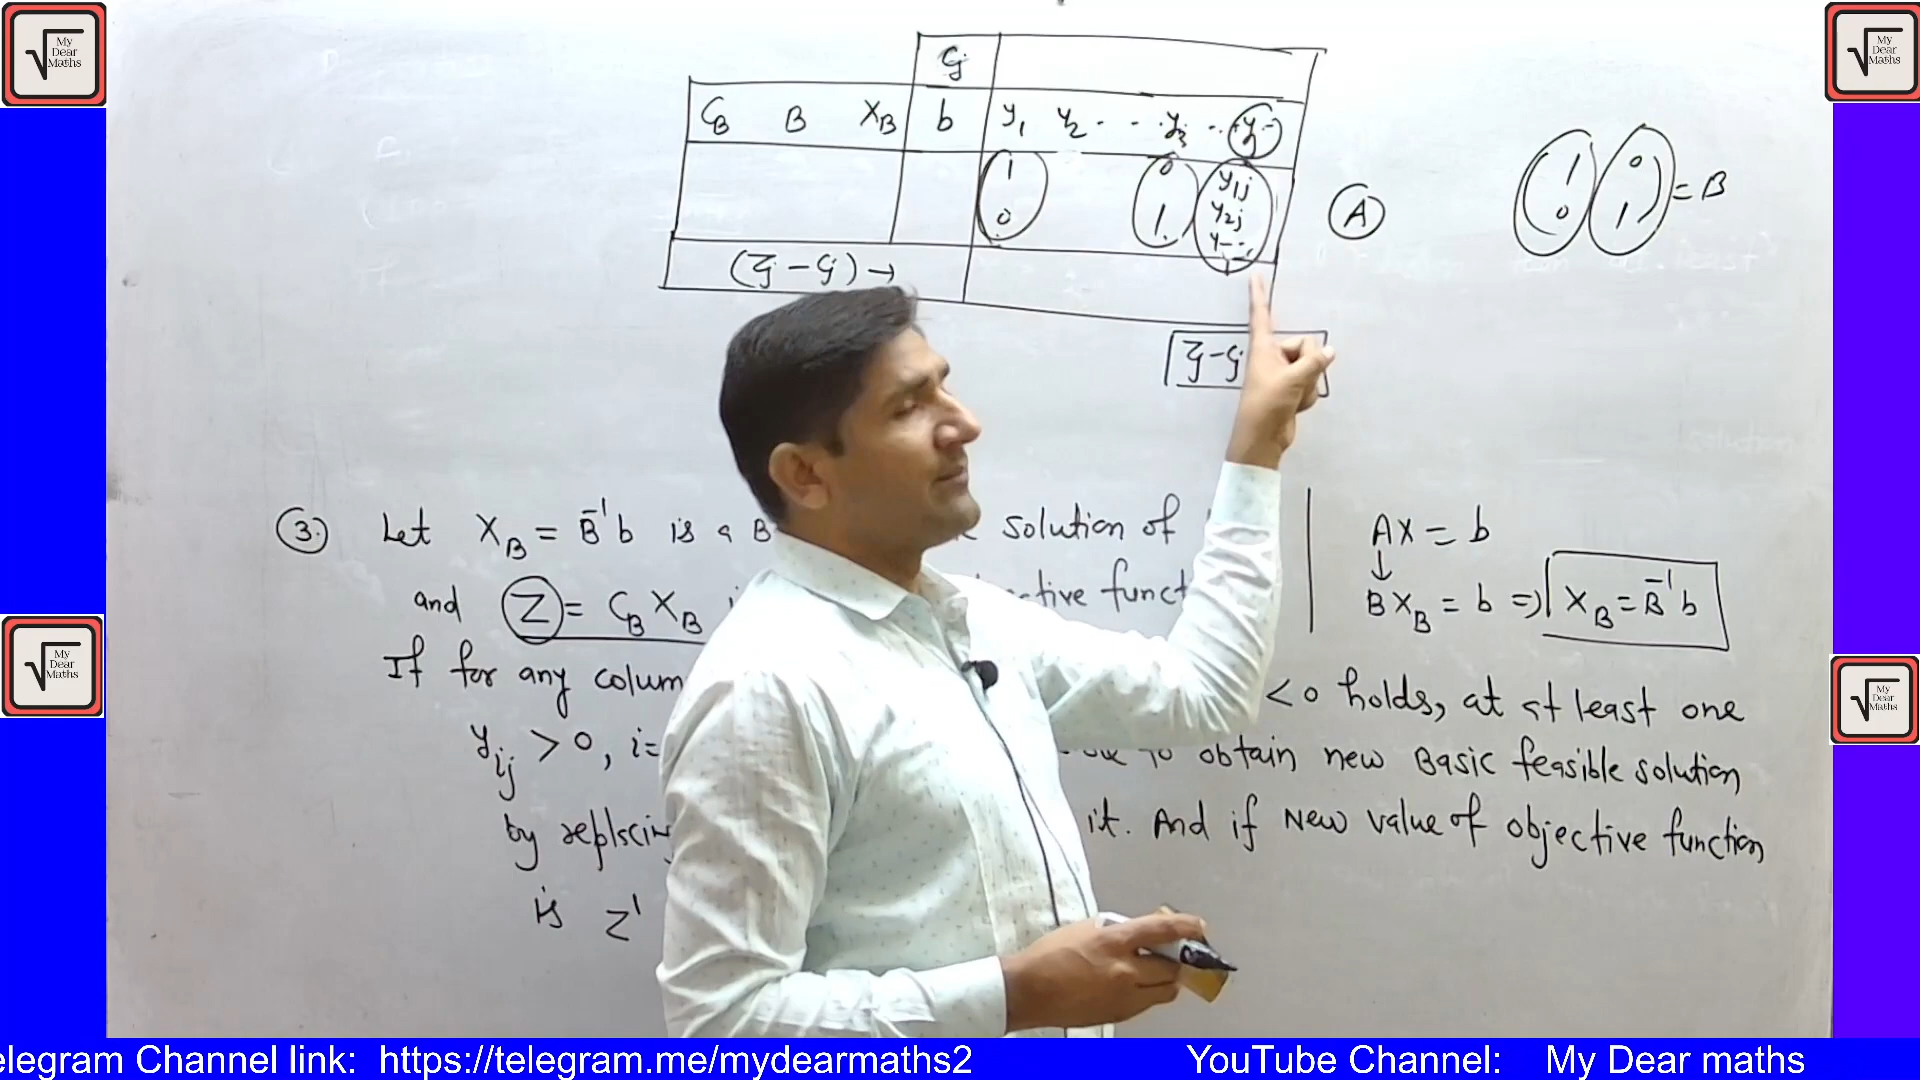 My Dear Maths
My Dear Maths
Cj
CB B XB b y1 y2 - - - y3 - - yj -
1 0 y1j
0 1 y2j
(Zj - Cj) →
A
(1 0) (0 1) = B
Zj - Cj
3. Let XB = B⁻¹b is a B solution of
and Z = CB XB
If for any colum < 0 holds, at at least one
yij > 0, i= to obtain new Basic feasible solution
by replacing it. And if New value of objective function
is Z'
AX = b
↓
BXB = b ⇒ XB = B⁻¹b
My Dear Maths
My Dear Maths
elegram Channel link: https://telegram.me/mydearmaths2 YouTube Channel: My Dear maths